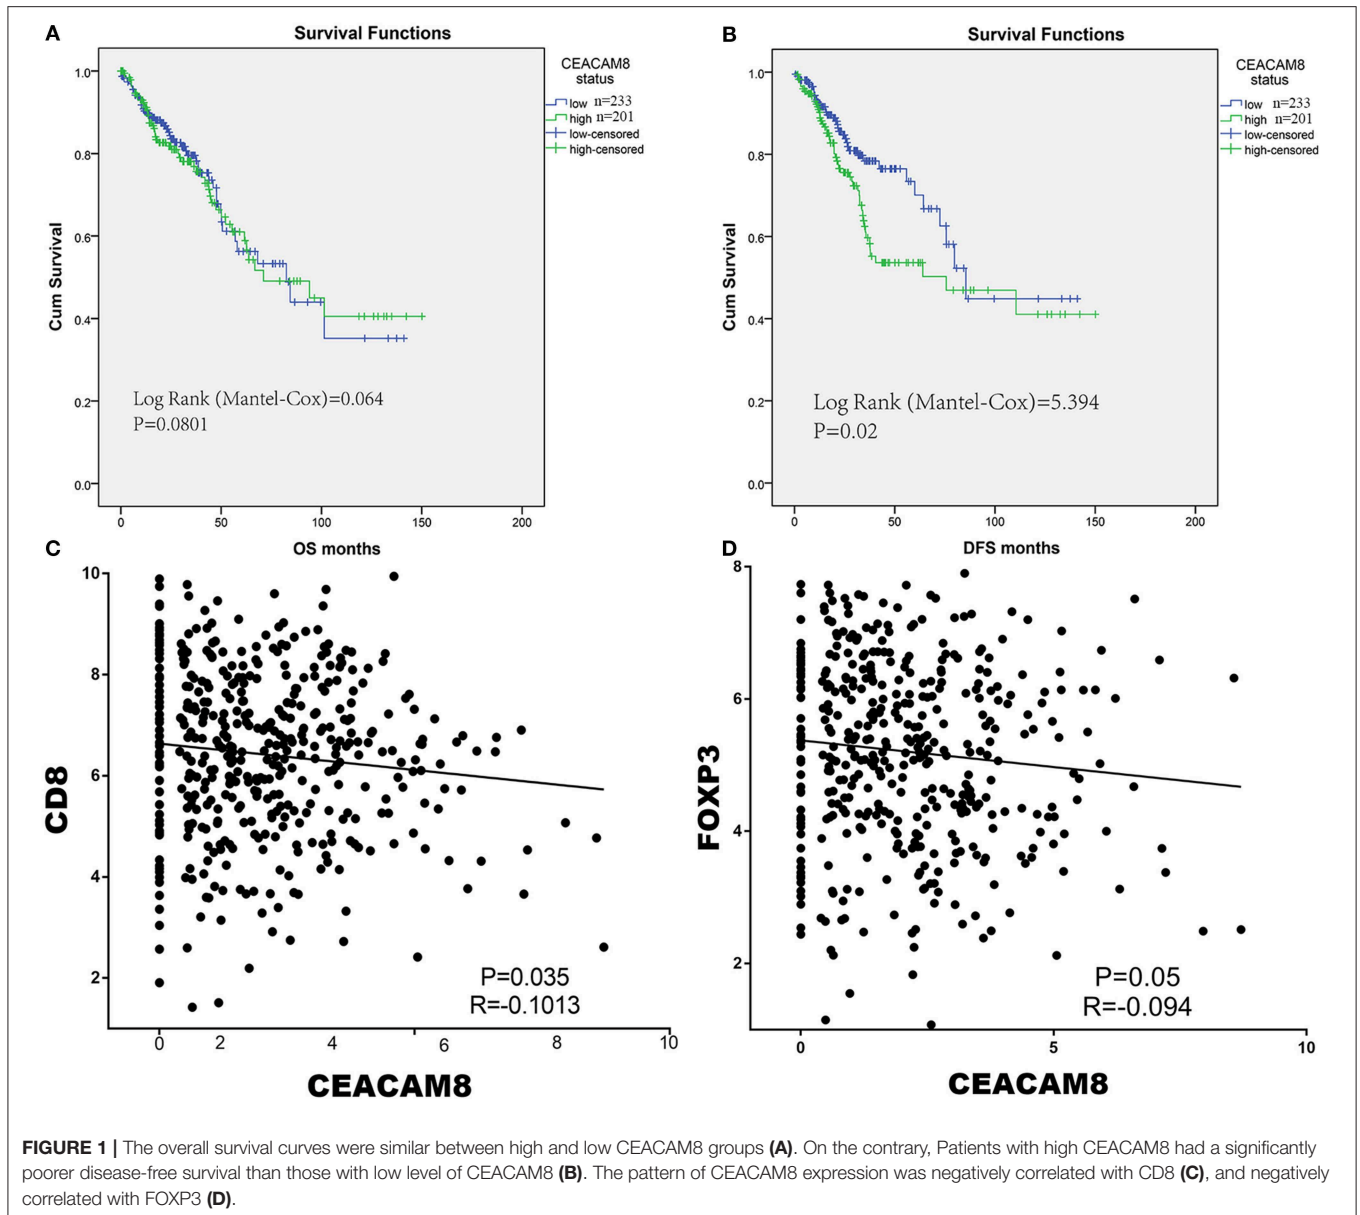 A
Survival Functions
CEACAM8
status
low n=233
high n=201
low-censored
high-censored
1.0
0.8
0.6
0.4
0.2
0.0
Cum Survival
Log Rank (Mantel-Cox)=0.064
P=0.0801
0 50 100 150 200
OS months
B
Survival Functions
CEACAM8
status
low n=233
high n=201
low-censored
high-censored
1.0
0.8
0.6
0.4
0.2
0.0
Cum Survival
Log Rank (Mantel-Cox)=5.394
P=0.02
0 50 100 150 200
DFS months
C
10
8
6
4
2
CD8
P=0.035
R=-0.1013
0 2 4 6 8 10
CEACAM8
D
8
6
4
2
FOXP3
P=0.05
R=-0.094
0 5 10
CEACAM8
FIGURE 1 | The overall survival curves were similar between high and low CEACAM8 groups (A). On the contrary, Patients with high CEACAM8 had a significantly
poorer disease-free survival than those with low level of CEACAM8 (B). The pattern of CEACAM8 expression was negatively correlated with CD8 (C), and negatively
correlated with FOXP3 (D).